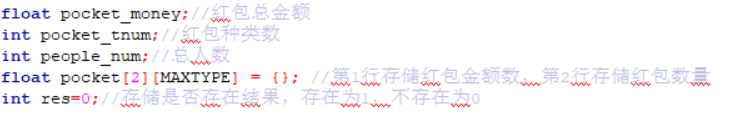 float pocket_money;//红包总金额
int pocket_tnum;//红包种类数
int people_num;//总人数
float pocket[2][MAXTYPE] = {}; //第1行存储红包金额数，第2行存储红包数量
int res=0;//存储是否存在结果，存在为1，不存在为0